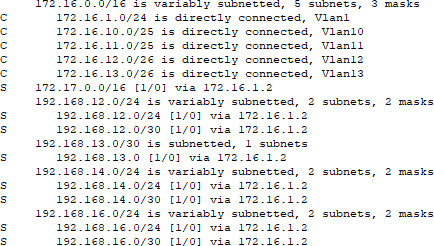 172.16.0.0/16 is variably subnetted, 5 subnets, 3 masks
C 172.16.1.0/24 is directly connected, Vlan1
C 172.16.10.0/25 is directly connected, Vlan10
C 172.16.11.0/25 is directly connected, Vlan11
C 172.16.12.0/26 is directly connected, Vlan12
C 172.16.13.0/26 is directly connected, Vlan13
S 172.17.0.0/16 [1/0] via 172.16.1.2
192.168.12.0/24 is variably subnetted, 2 subnets, 2 masks
S 192.168.12.0/24 [1/0] via 172.16.1.2
S 192.168.12.0/30 [1/0] via 172.16.1.2
192.168.13.0/30 is subnetted, 1 subnets
S 192.168.13.0 [1/0] via 172.16.1.2
192.168.14.0/24 is variably subnetted, 2 subnets, 2 masks
S 192.168.14.0/24 [1/0] via 172.16.1.2
S 192.168.14.0/30 [1/0] via 172.16.1.2
192.168.16.0/24 is variably subnetted, 2 subnets, 2 masks
S 192.168.16.0/24 [1/0] via 172.16.1.2
S 192.168.16.0/30 [1/0] via 172.16.1.2